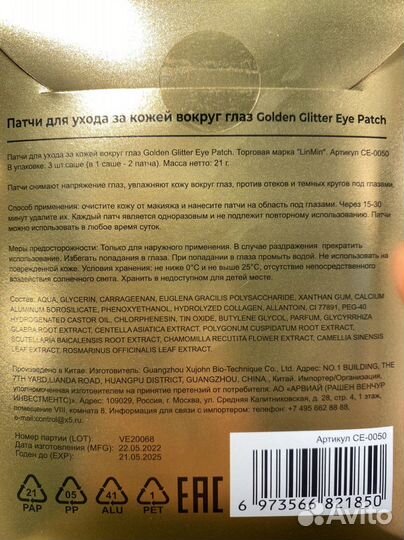 Патчи для ухода за кожей вокруг глаз Golden Glitter Eye Patch
Патчи для ухода за кожей вокруг глаз Golden Glitter Eye Patch. Торговая марка "LinMin". Артикул CE-0050
В упаковке: 3 шт.саше (в 1 саше - 2 патча). Масса нетто: 21 г.
Патчи снимают напряжение глаз, увлажняют кожу вокруг глаз, против отеков и темных кругов под глазами.
Способ применения: очистите кожу от макияжа и нанесите патчи на область под глазами. Через 15-30
минут удалите их. Каждый патч является одноразовым и не подлежит повторному использованию. Патчи
можно использовать в любое время суток.
Меры предосторожности: Только для наружного применения. В случае раздражения прекратить
использование. Избегать попадания в глаза. При попадании в глаза промыть водой. Не использовать на
поврежденной коже. Условия хранения: не ниже 0°С и не выше 25°С, отсутствие непосредственного
воздействия солнечного света. Хранить в недоступном для детей месте.
Состав: AQUA, GLYCERIN, CARRAGEENAN, EUGLENA GRACILIS POLYSACCHARIDE, XANTHAN GUM, CALCIUM
ALUMINUM BOROSILICATE, PHENOXYETHANOL, HYDROLYZED COLLAGEN, ALLANTOIN, CI 77891, PEG-40
HYDROGENATED CASTOR OIL, CHLORPHENESIN, TIN OXIDE, BUTYLENE GLYCOL, PARFUM, GLYCYRRHIZA
GLABRA ROOT EXTRACT, CENTELLA ASIATICA EXTRACT, POLYGONUM CUSPIDATUM ROOT EXTRACT,
SCUTELLARIA BAICALENSIS ROOT EXTRACT, CHAMOMILLA RECUTITA FLOWER EXTRACT, CAMELLIA SINENSIS
LEAF EXTRACT, ROSMARINUS OFFICINALIS LEAF EXTRACT.
Произведено в Китае. Изготовитель: Guangzhou Xujohn Bio-Technique Co., Ltd. Адрес: NO.1 BUILDING, THE
7TH YARD,LIANDA ROAD, HUANGPU DISTRICT, GUANGZHOU CHINA., Китай. Импортер/Организация,
уполномоченная изготовителем на принятие претензий от потребителя: АО «АРВИАЙ (РАШЕН ВЕНЧУР
ИНВЕСТМЕНТС)». Адрес: 109029, Россия, г. Москва, ул. Средняя Калитниковская, д. 28, стр. 4, 1 этаж,
помещение VIII, комната 8. Информация для справок: телефон: +7 495 662 88 88.
e-mail:control@x5.ru.
Номер партии (LOT) VE20068
Дата изготовления (MFG): 22.05.2022
Годен до (EXP): 21.05.2025
Артикул CE-0050
21 05 41 1
PAP PP ALU PET
EAC
6 973566 821850
Avito